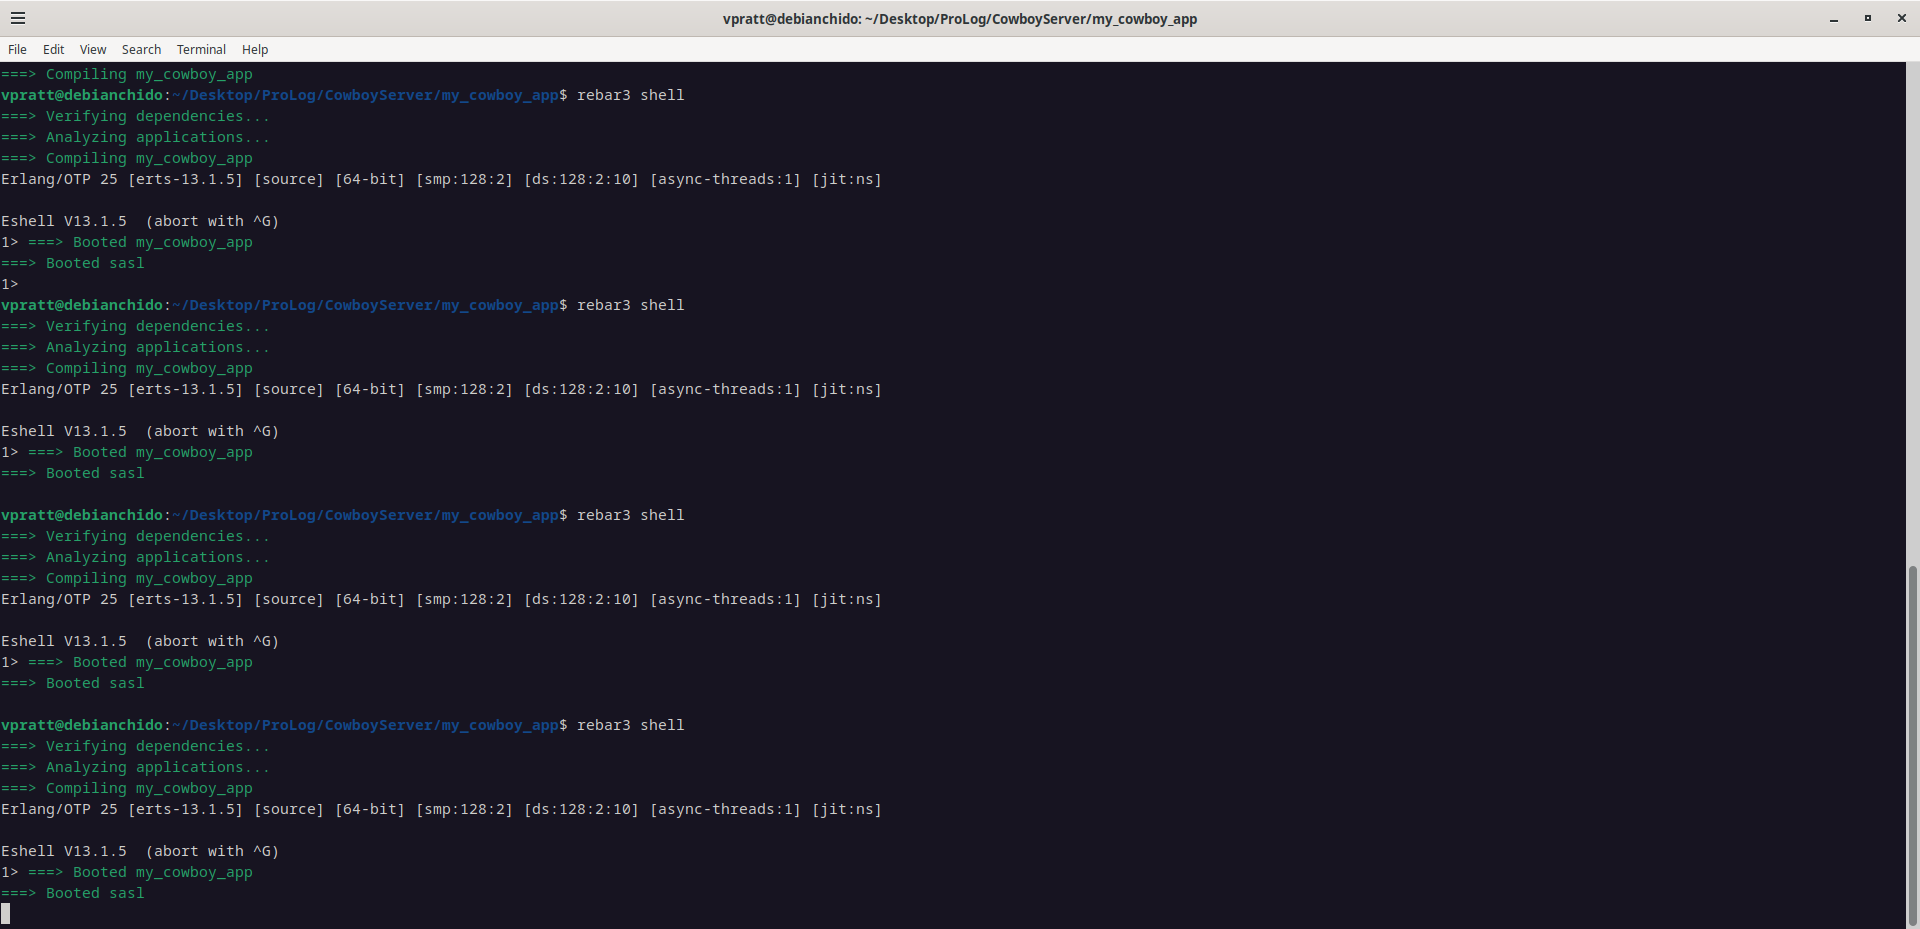 vpratt@debianchido: ~/Desktop/ProLog/CowboyServer/my_cowboy_app
File Edit View Search Terminal Help
===> Compiling my_cowboy_app
vpratt@debianchido:~/Desktop/ProLog/CowboyServer/my_cowboy_app$ rebar3 shell
===> Verifying dependencies...
===> Analyzing applications...
===> Compiling my_cowboy_app
Erlang/OTP 25 [erts-13.1.5] [source] [64-bit] [smp:128:2] [ds:128:2:10] [async-threads:1] [jit:ns]
Eshell V13.1.5  (abort with ^G)
1> ===> Booted my_cowboy_app
===> Booted sasl
1>
vpratt@debianchido:~/Desktop/ProLog/CowboyServer/my_cowboy_app$ rebar3 shell
===> Verifying dependencies...
===> Analyzing applications...
===> Compiling my_cowboy_app
Erlang/OTP 25 [erts-13.1.5] [source] [64-bit] [smp:128:2] [ds:128:2:10] [async-threads:1] [jit:ns]
Eshell V13.1.5  (abort with ^G)
1> ===> Booted my_cowboy_app
===> Booted sasl
vpratt@debianchido:~/Desktop/ProLog/CowboyServer/my_cowboy_app$ rebar3 shell
===> Verifying dependencies...
===> Analyzing applications...
===> Compiling my_cowboy_app
Erlang/OTP 25 [erts-13.1.5] [source] [64-bit] [smp:128:2] [ds:128:2:10] [async-threads:1] [jit:ns]
Eshell V13.1.5  (abort with ^G)
1> ===> Booted my_cowboy_app
===> Booted sasl
vpratt@debianchido:~/Desktop/ProLog/CowboyServer/my_cowboy_app$ rebar3 shell
===> Verifying dependencies...
===> Analyzing applications...
===> Compiling my_cowboy_app
Erlang/OTP 25 [erts-13.1.5] [source] [64-bit] [smp:128:2] [ds:128:2:10] [async-threads:1] [jit:ns]
Eshell V13.1.5  (abort with ^G)
1> ===> Booted my_cowboy_app
===> Booted sasl